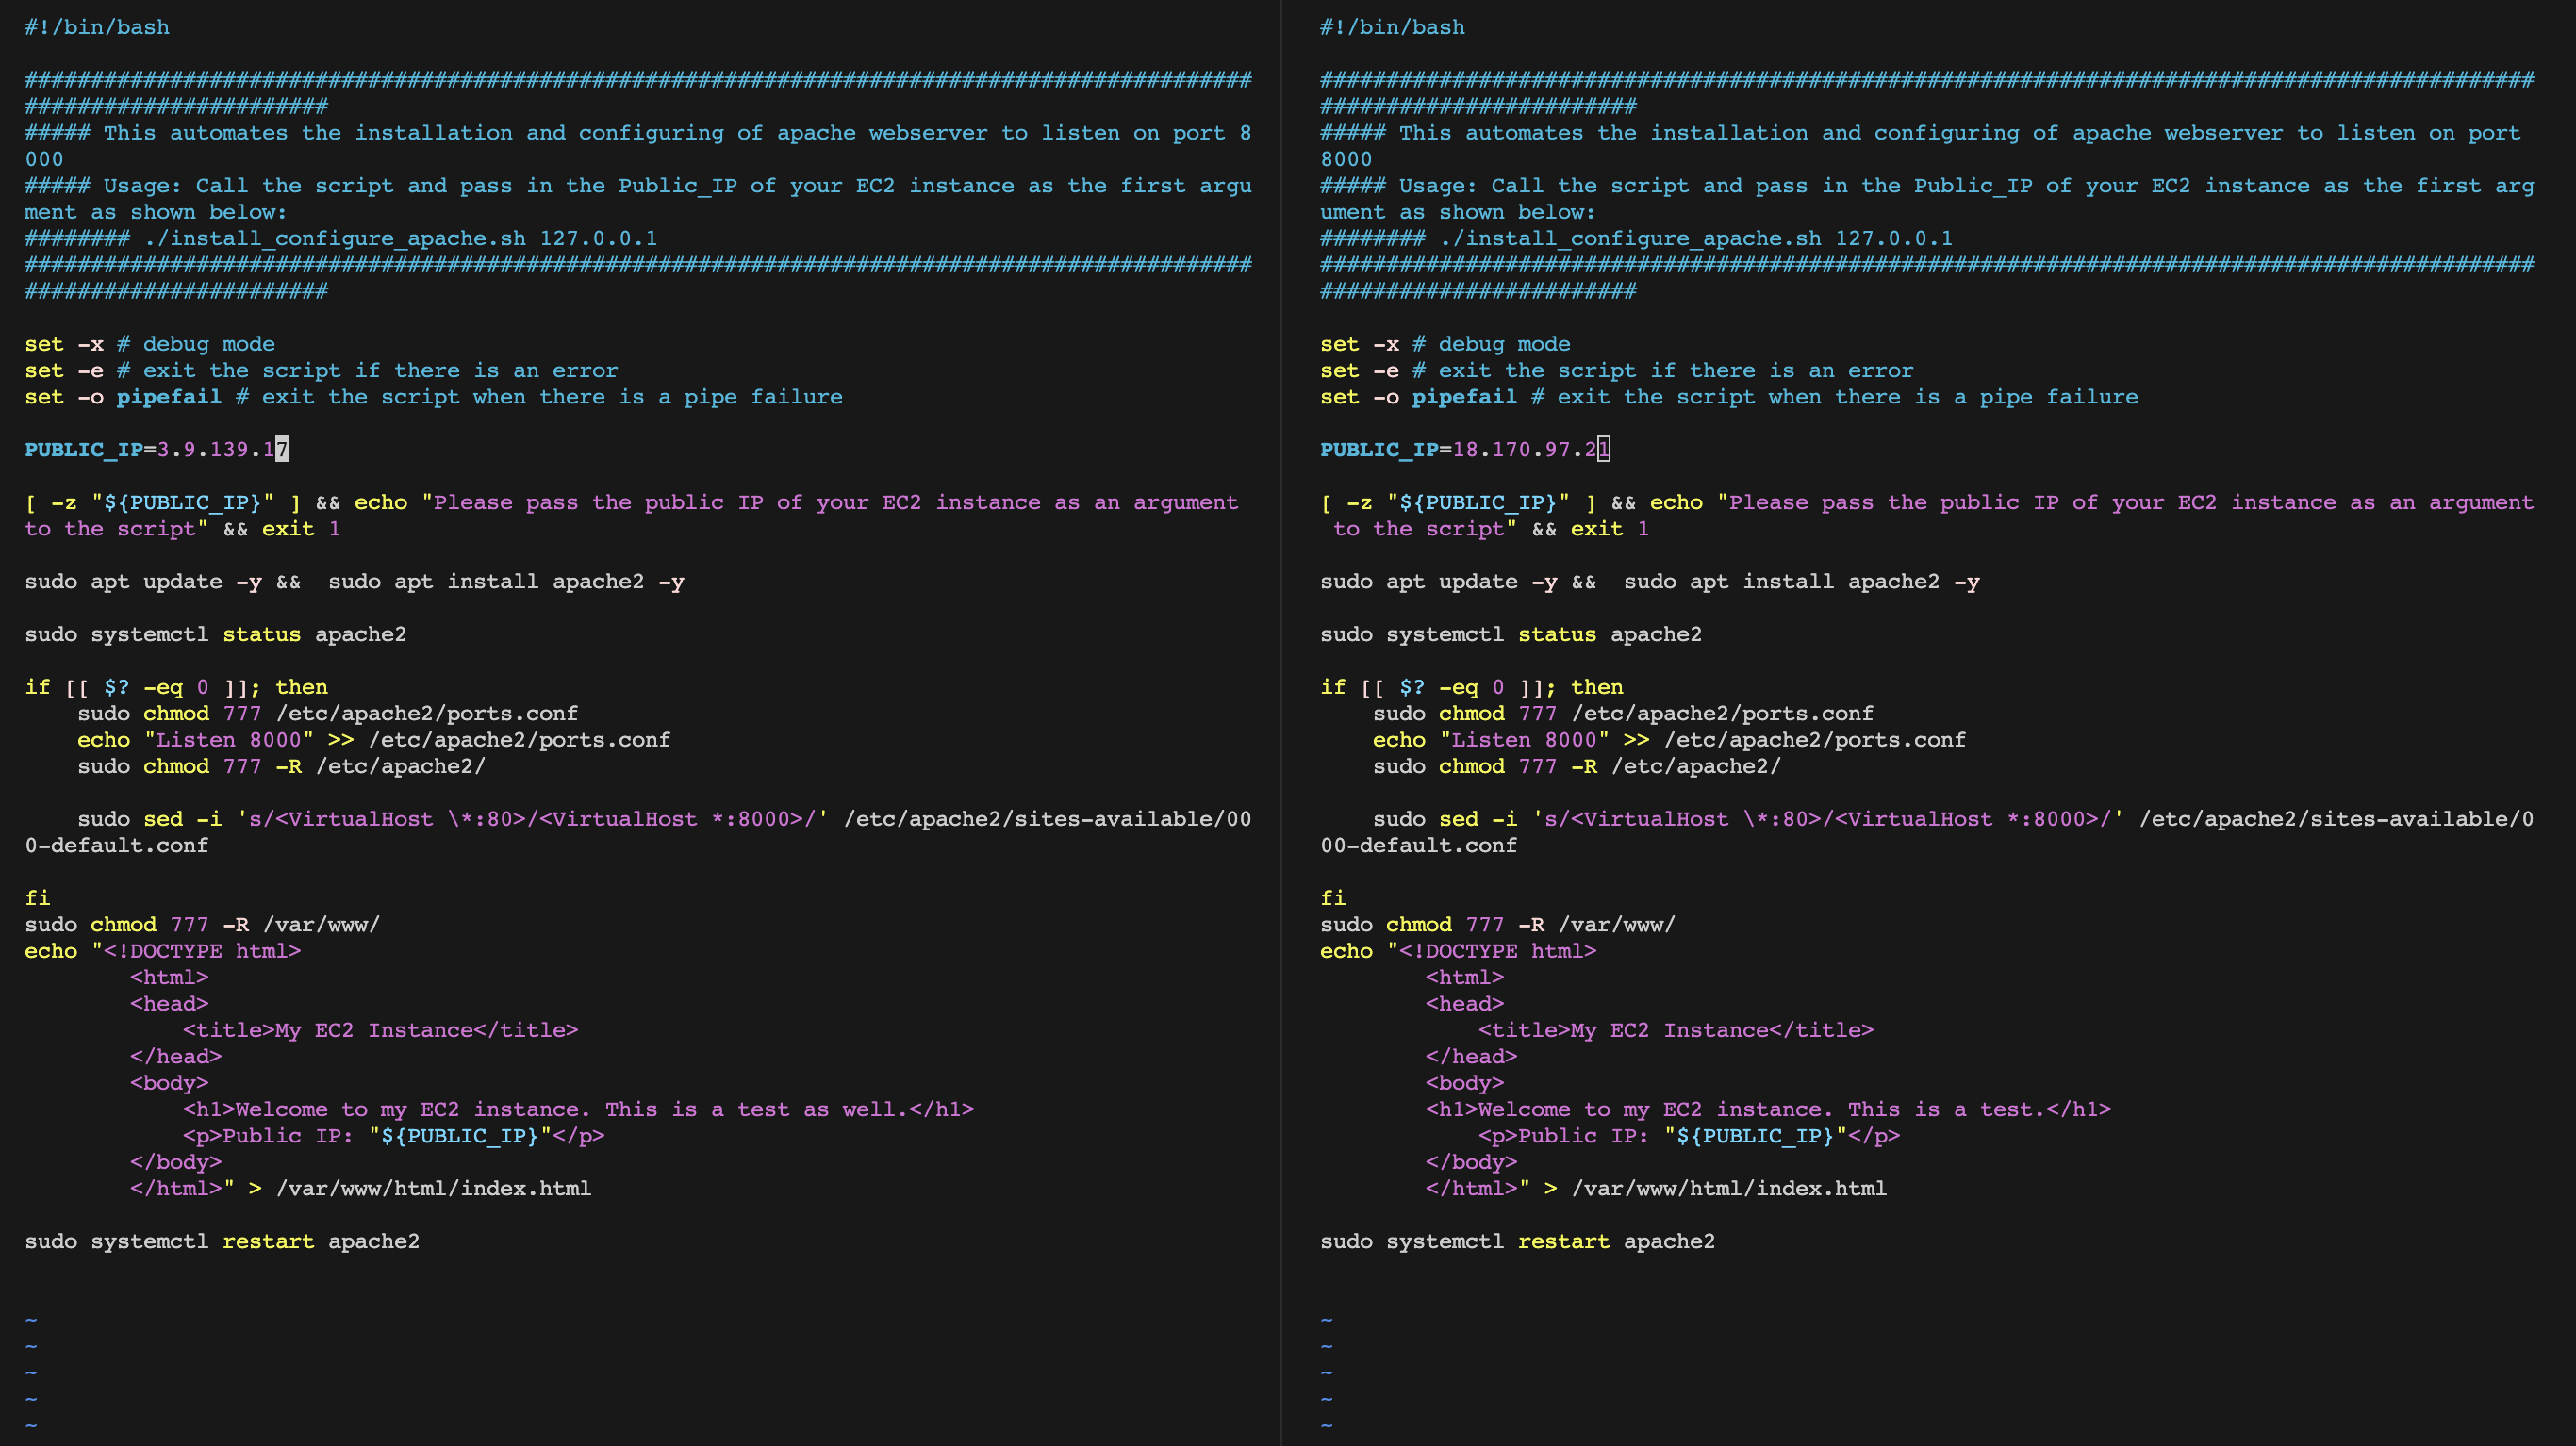 #!/bin/bash

#############################################################################################
#######################
##### This automates the installation and configuring of apache webserver to listen on port 8
000
##### Usage: Call the script and pass in the Public_IP of your EC2 instance as the first argu
ment as shown below:
######## ./install_configure_apache.sh 127.0.0.1
#############################################################################################
#######################

set -x # debug mode
set -e # exit the script if there is an error
set -o pipefail # exit the script when there is a pipe failure

PUBLIC_IP=3.9.139.17

[ -z "${PUBLIC_IP}" ] && echo "Please pass the public IP of your EC2 instance as an argument
to the script" && exit 1

sudo apt update -y &&  sudo apt install apache2 -y

sudo systemctl status apache2

if [[ $? -eq 0 ]]; then
    sudo chmod 777 /etc/apache2/ports.conf
    echo "Listen 8000" >> /etc/apache2/ports.conf
    sudo chmod 777 -R /etc/apache2/

    sudo sed -i 's/<VirtualHost \*:80>/<VirtualHost *:8000>/' /etc/apache2/sites-available/00
0-default.conf

fi
sudo chmod 777 -R /var/www/
echo "<!DOCTYPE html>
        <html>
        <head>
            <title>My EC2 Instance</title>
        </head>
        <body>
            <h1>Welcome to my EC2 instance. This is a test as well.</h1>
            <p>Public IP: "${PUBLIC_IP}"</p>
        </body>
        </html>" > /var/www/html/index.html

sudo systemctl restart apache2


~
~
~
~
~
#!/bin/bash

############################################################################################
########################
##### This automates the installation and configuring of apache webserver to listen on port
8000
##### Usage: Call the script and pass in the Public_IP of your EC2 instance as the first arg
ument as shown below:
######## ./install_configure_apache.sh 127.0.0.1
############################################################################################
########################

set -x # debug mode
set -e # exit the script if there is an error
set -o pipefail # exit the script when there is a pipe failure

PUBLIC_IP=18.170.97.21

[ -z "${PUBLIC_IP}" ] && echo "Please pass the public IP of your EC2 instance as an argument
 to the script" && exit 1

sudo apt update -y &&  sudo apt install apache2 -y

sudo systemctl status apache2

if [[ $? -eq 0 ]]; then
    sudo chmod 777 /etc/apache2/ports.conf
    echo "Listen 8000" >> /etc/apache2/ports.conf
    sudo chmod 777 -R /etc/apache2/

    sudo sed -i 's/<VirtualHost \*:80>/<VirtualHost *:8000>/' /etc/apache2/sites-available/0
00-default.conf

fi
sudo chmod 777 -R /var/www/
echo "<!DOCTYPE html>
        <html>
        <head>
            <title>My EC2 Instance</title>
        </head>
        <body>
        <h1>Welcome to my EC2 instance. This is a test.</h1>
            <p>Public IP: "${PUBLIC_IP}"</p>
        </body>
        </html>" > /var/www/html/index.html

sudo systemctl restart apache2


~
~
~
~
~